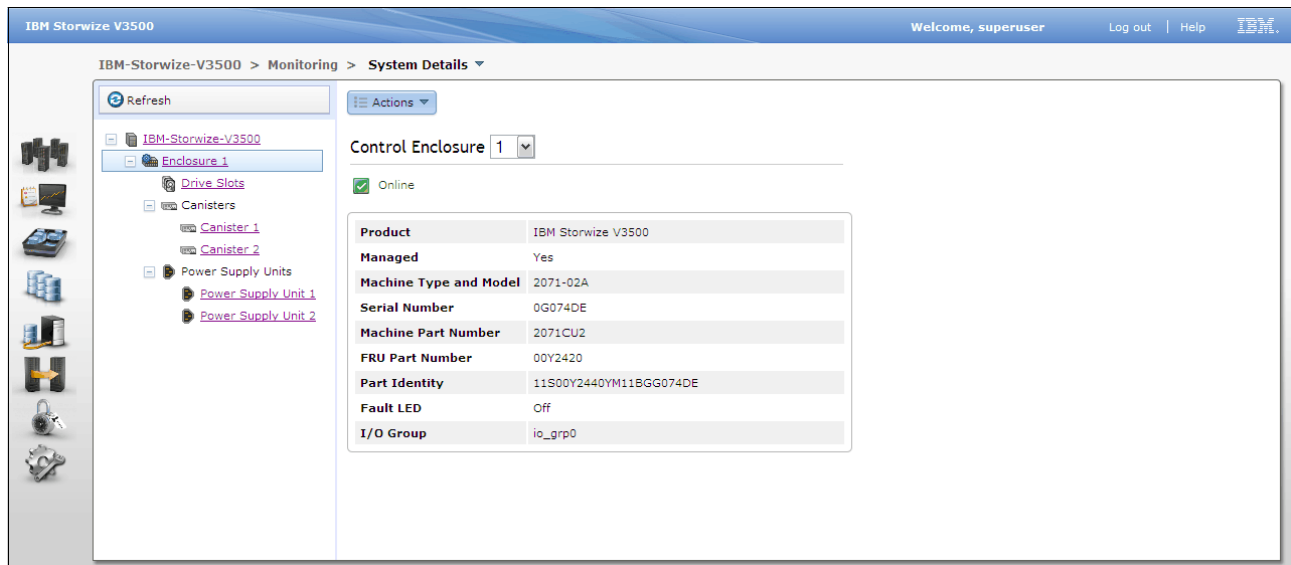 IBM Storwize V3500
Welcome, superuser
Log out | Help
IBM.
IBM-Storwize-V3500 > Monitoring > System Details
Refresh
Actions
IBM-Storwize-V3500
Enclosure 1
Drive Slots
Canisters
Canister 1
Canister 2
Power Supply Units
Power Supply Unit 1
Power Supply Unit 2
Control Enclosure 1
Online
Product IBM Storwize V3500
Managed Yes
Machine Type and Model 2071-02A
Serial Number 0G074DE
Machine Part Number 2071CU2
FRU Part Number 00Y2420
Part Identity 11S00Y2440YM11BGG074DE
Fault LED Off
I/O Group io_grp0